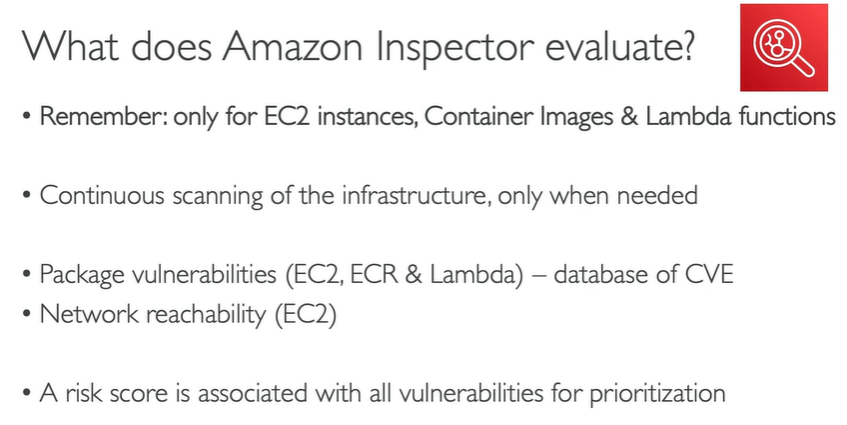 What does Amazon Inspector evaluate?
• Remember: only for EC2 instances, Container Images & Lambda functions
• Continuous scanning of the infrastructure, only when needed
• Package vulnerabilities (EC2, ECR & Lambda) – database of CVE
• Network reachability (EC2)
• A risk score is associated with all vulnerabilities for prioritization